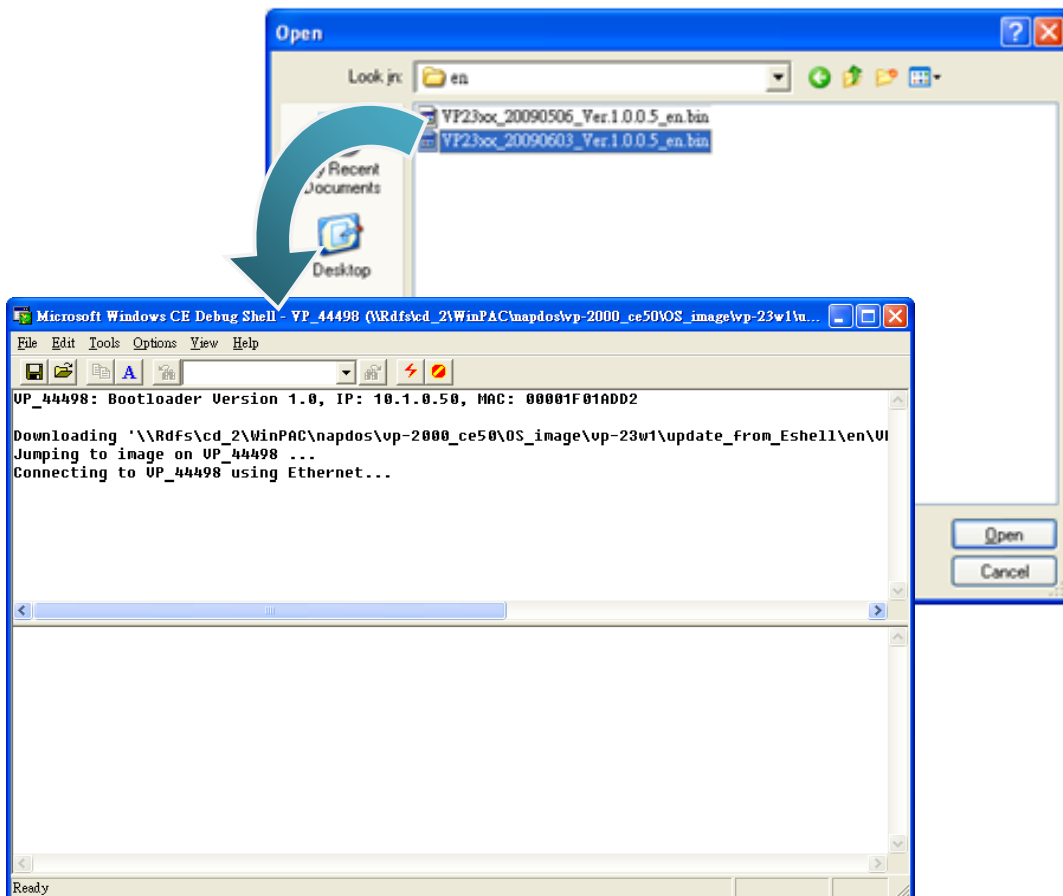 Open
Look in:
en
VP23xx_20090506_Ver.1.0.0.5_en.bin
VP23xx_20090603_Ver.1.0.0.5_en.bin
Recent
Documents
Desktop
Open
Cancel
Microsoft Windows CE Debug Shell - VP_44498 (\\Rdfs\cd_2\WinPAC\napdos\vp-2000_ce50\OS_image\vp-23w1\u...
File Edit Tools Options View Help
VP_44498: Bootloader Version 1.0, IP: 10.1.0.50, MAC: 00001F01ADD2
Downloading '\\Rdfs\cd_2\WinPAC\napdos\vp-2000_ce50\OS_image\vp-23w1\update_from_Eshell\en\V
Jumping to image on VP_44498 ...
Connecting to VP_44498 using Ethernet...
Ready